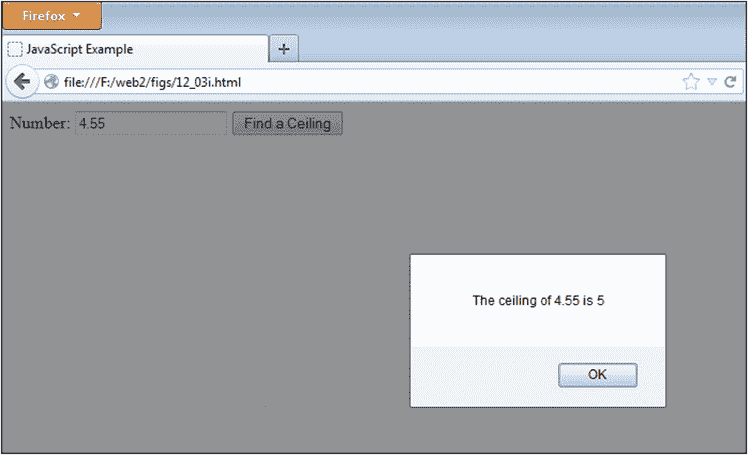 Firefox
JavaScript Example
file:///F:/web2/figs/12_03i.html
Number: 4.55 Find a Ceiling
The ceiling of 4.55 is 5
OK